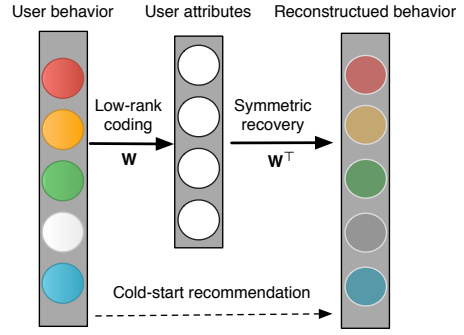 User behavior User attributes Reconstructued behavior
Low-rank
coding
W
Symmetric
recovery
W⊤
Cold-start recommendation